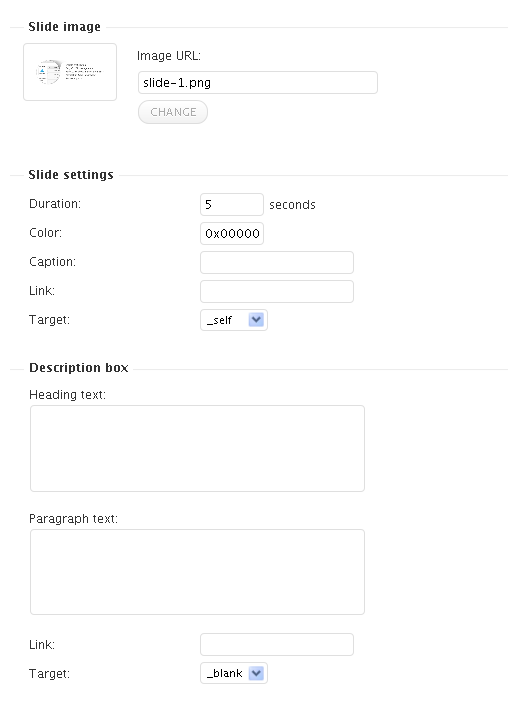 Slide image
Image URL:
slide-1.png
CHANGE
Slide settings
Duration: 5 seconds
Color: 0x00000
Caption:
Link:
Target: _self
Description box
Heading text:
Paragraph text:
Link:
Target: _blank